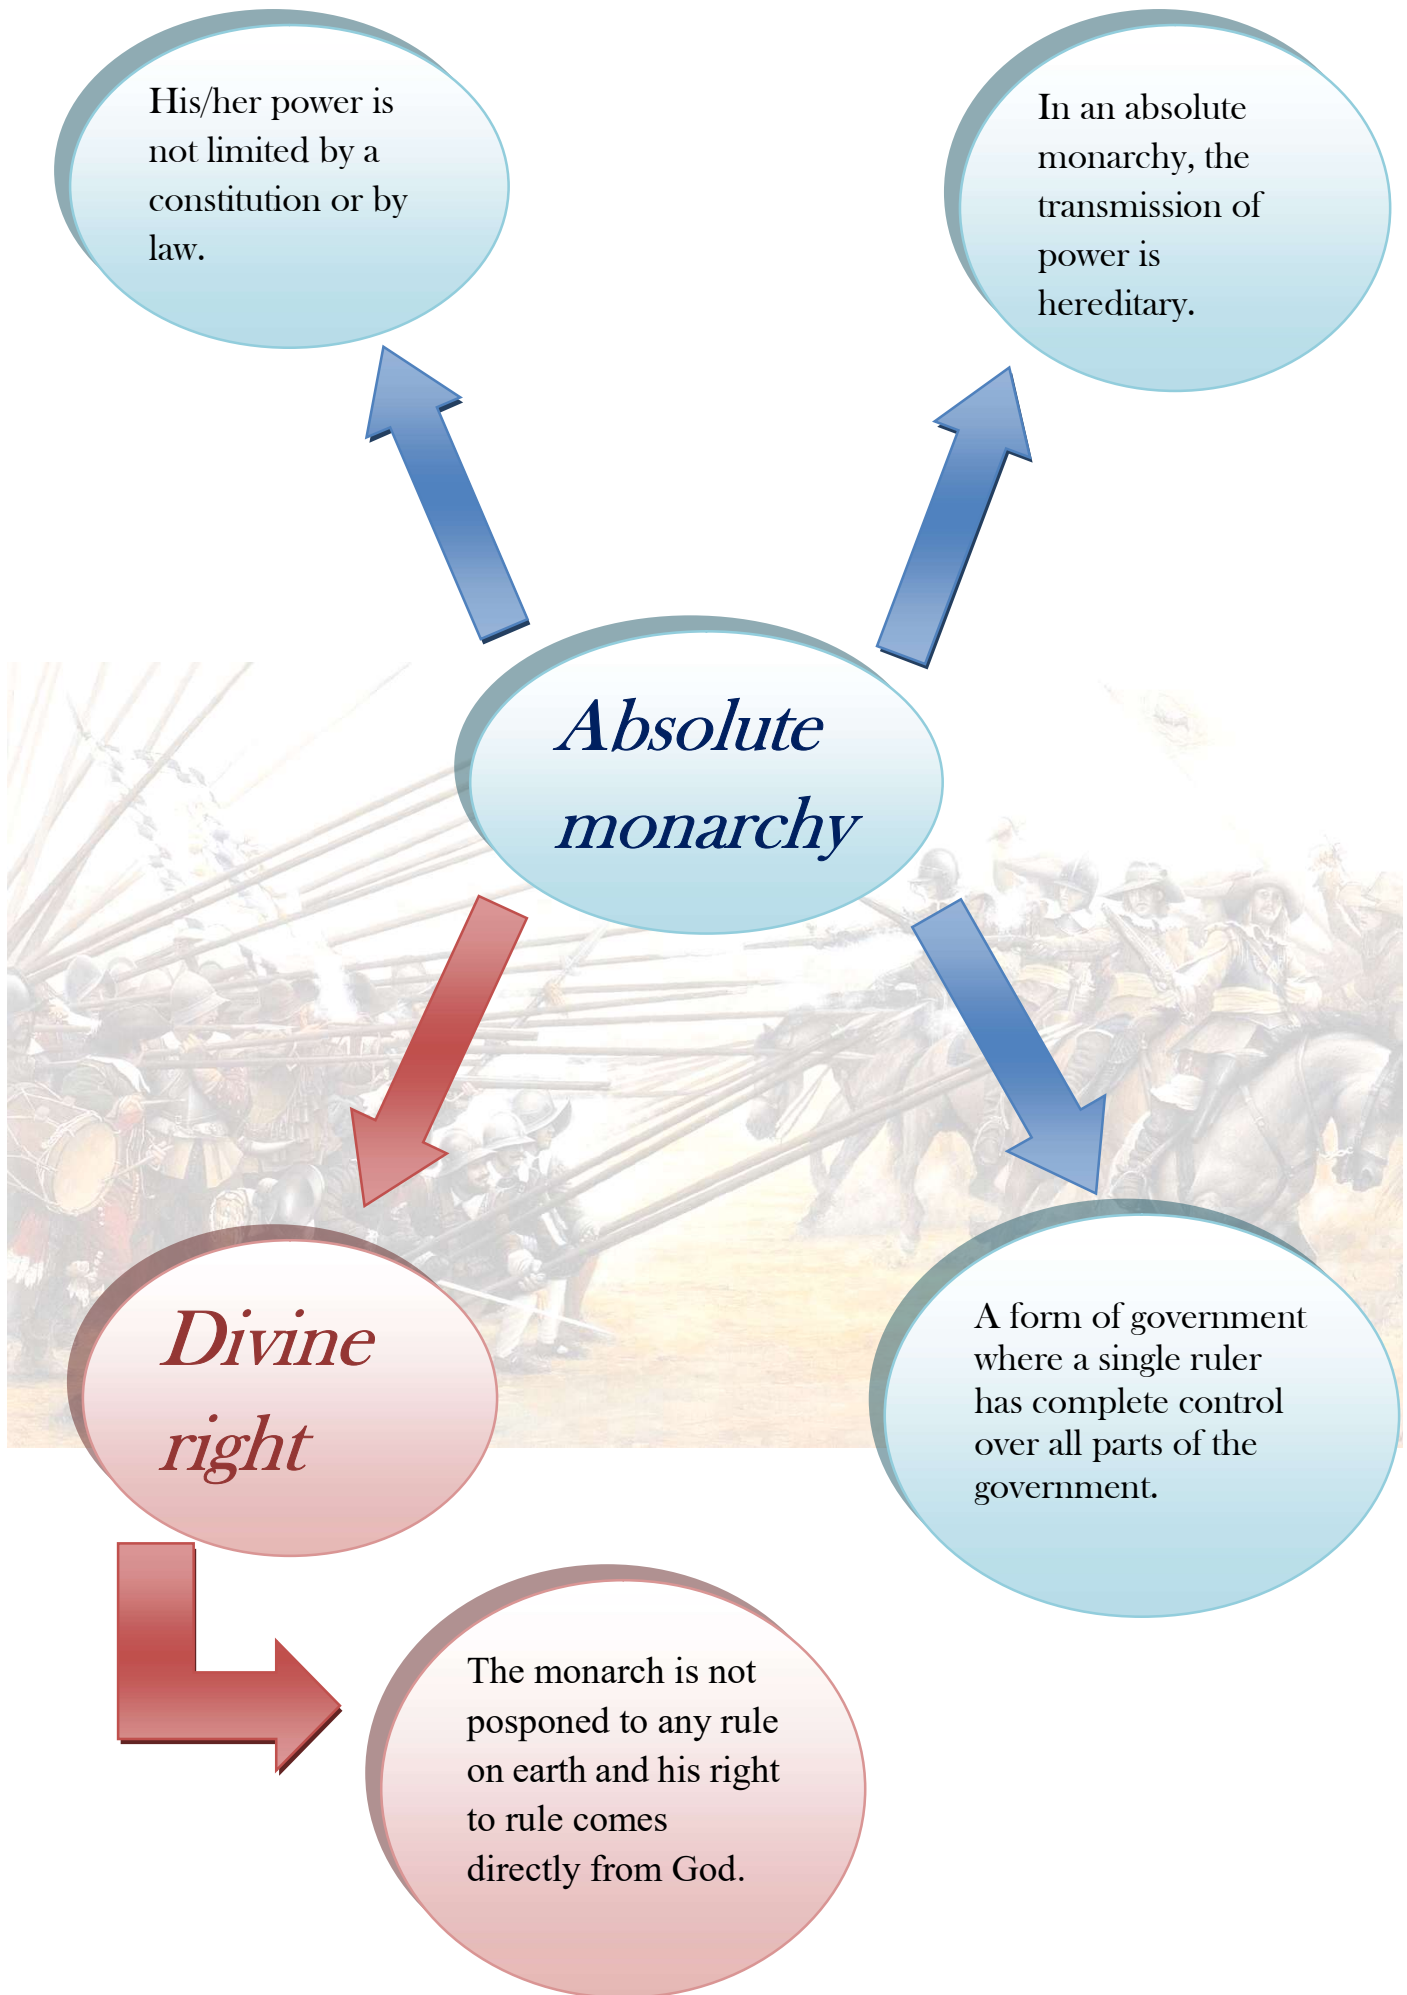 His/her power is
not limited by a
constitution or by
law.
In an absolute
monarchy, the
transmission of
power is
hereditary.
Absolute
monarchy
Divine
right
A form of government
where a single ruler
has complete control
over all parts of the
government.
The monarch is not
posponed to any rule
on earth and his right
to rule comes
directly from God.